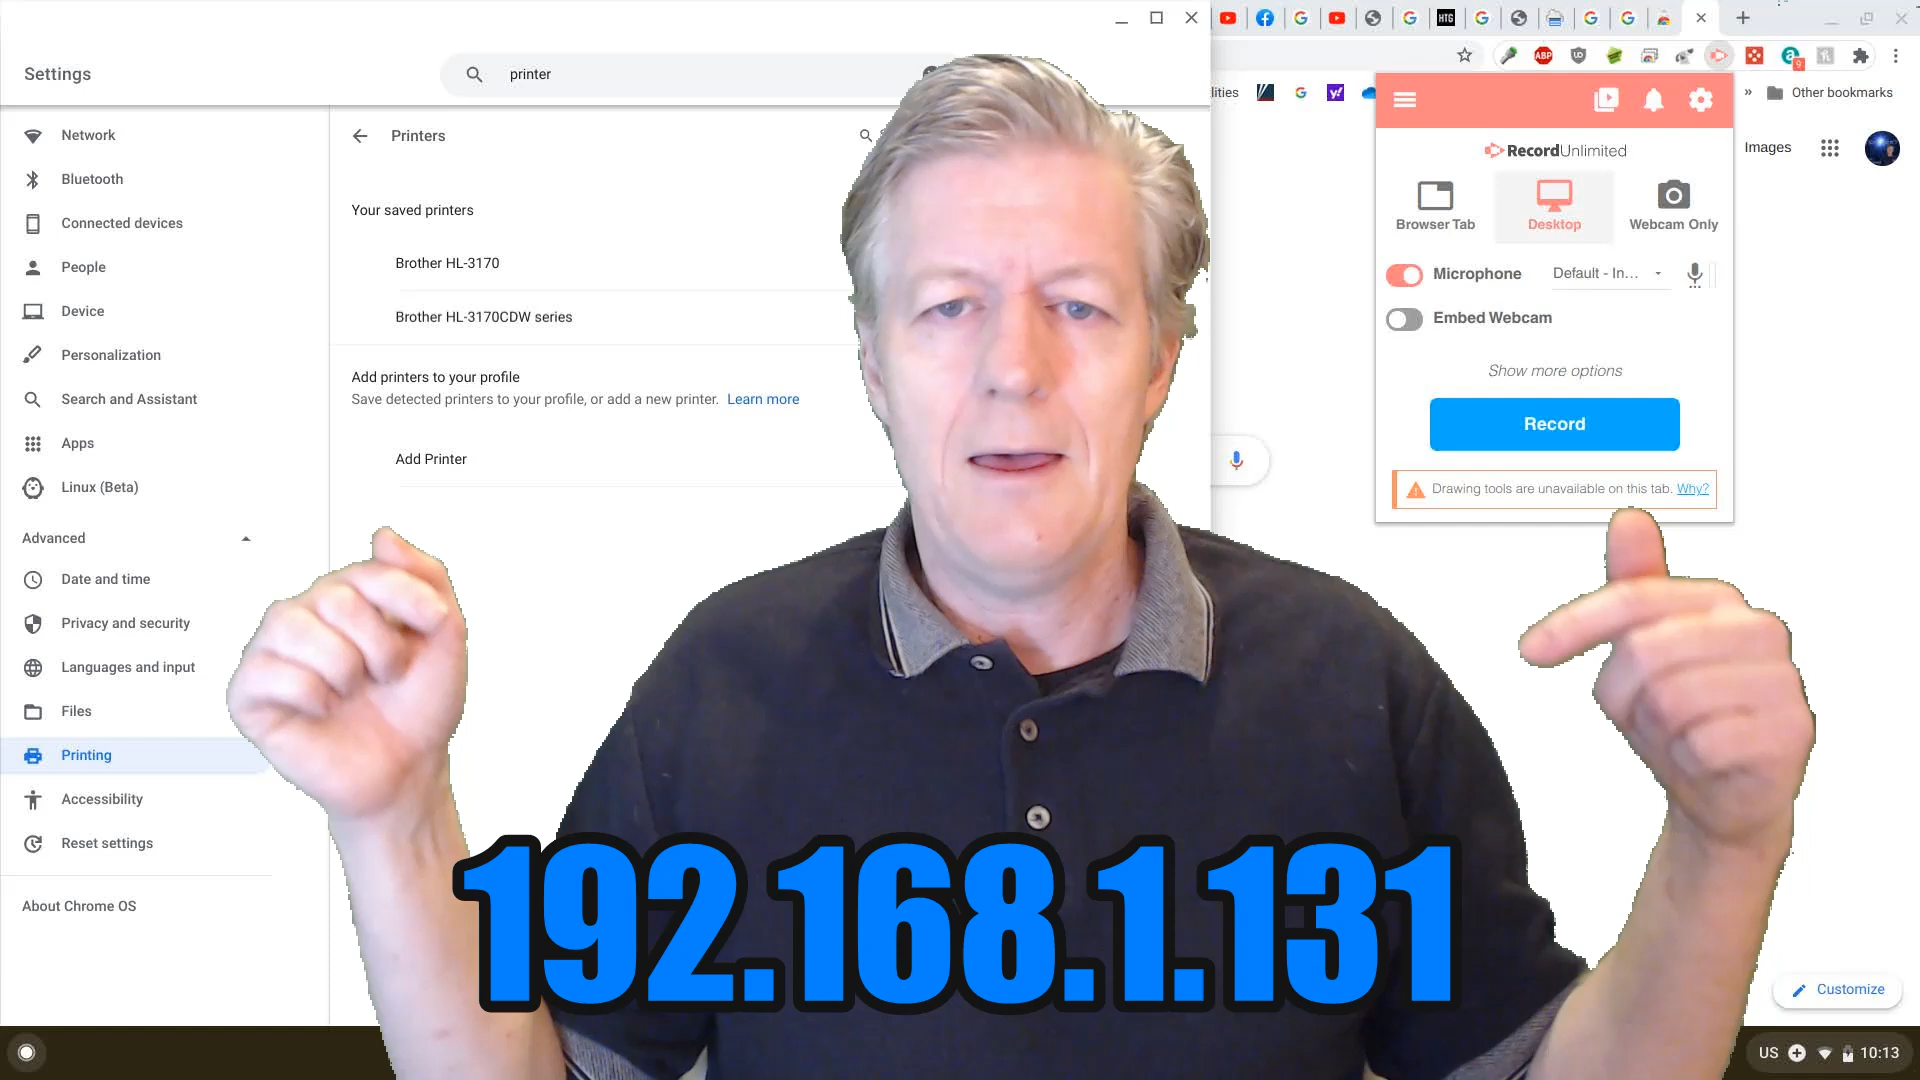 Settings
printer
Network
Bluetooth
Connected devices
People
Device
Personalization
Search and Assistant
Apps
Linux (Beta)
Advanced
Date and time
Privacy and security
Languages and input
Files
Printing
Accessibility
Reset settings
About Chrome OS
Printers
Your saved printers
Brother HL-3170
Brother HL-3170CDW series
Add printers to your profile
Save detected printers to your profile, or add a new printer. Learn more
Add Printer
HTG
ABP
9
Other bookmarks
Images
RecordUnlimited
Browser Tab
Desktop
Webcam Only
Microphone
Default - In...
Embed Webcam
Show more options
Record
Drawing tools are unavailable on this tab. Why?
192.168.1.131
Customize
US
10:13